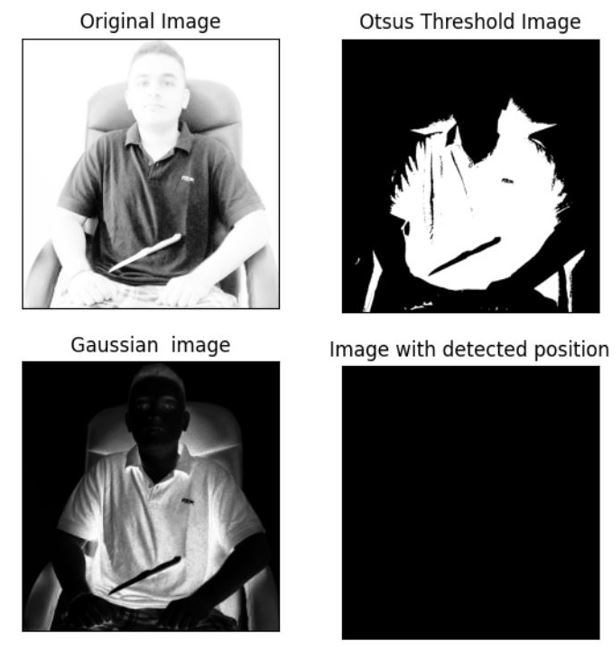 Original Image
Otsus Threshold Image
Gaussian  image
Image with detected position